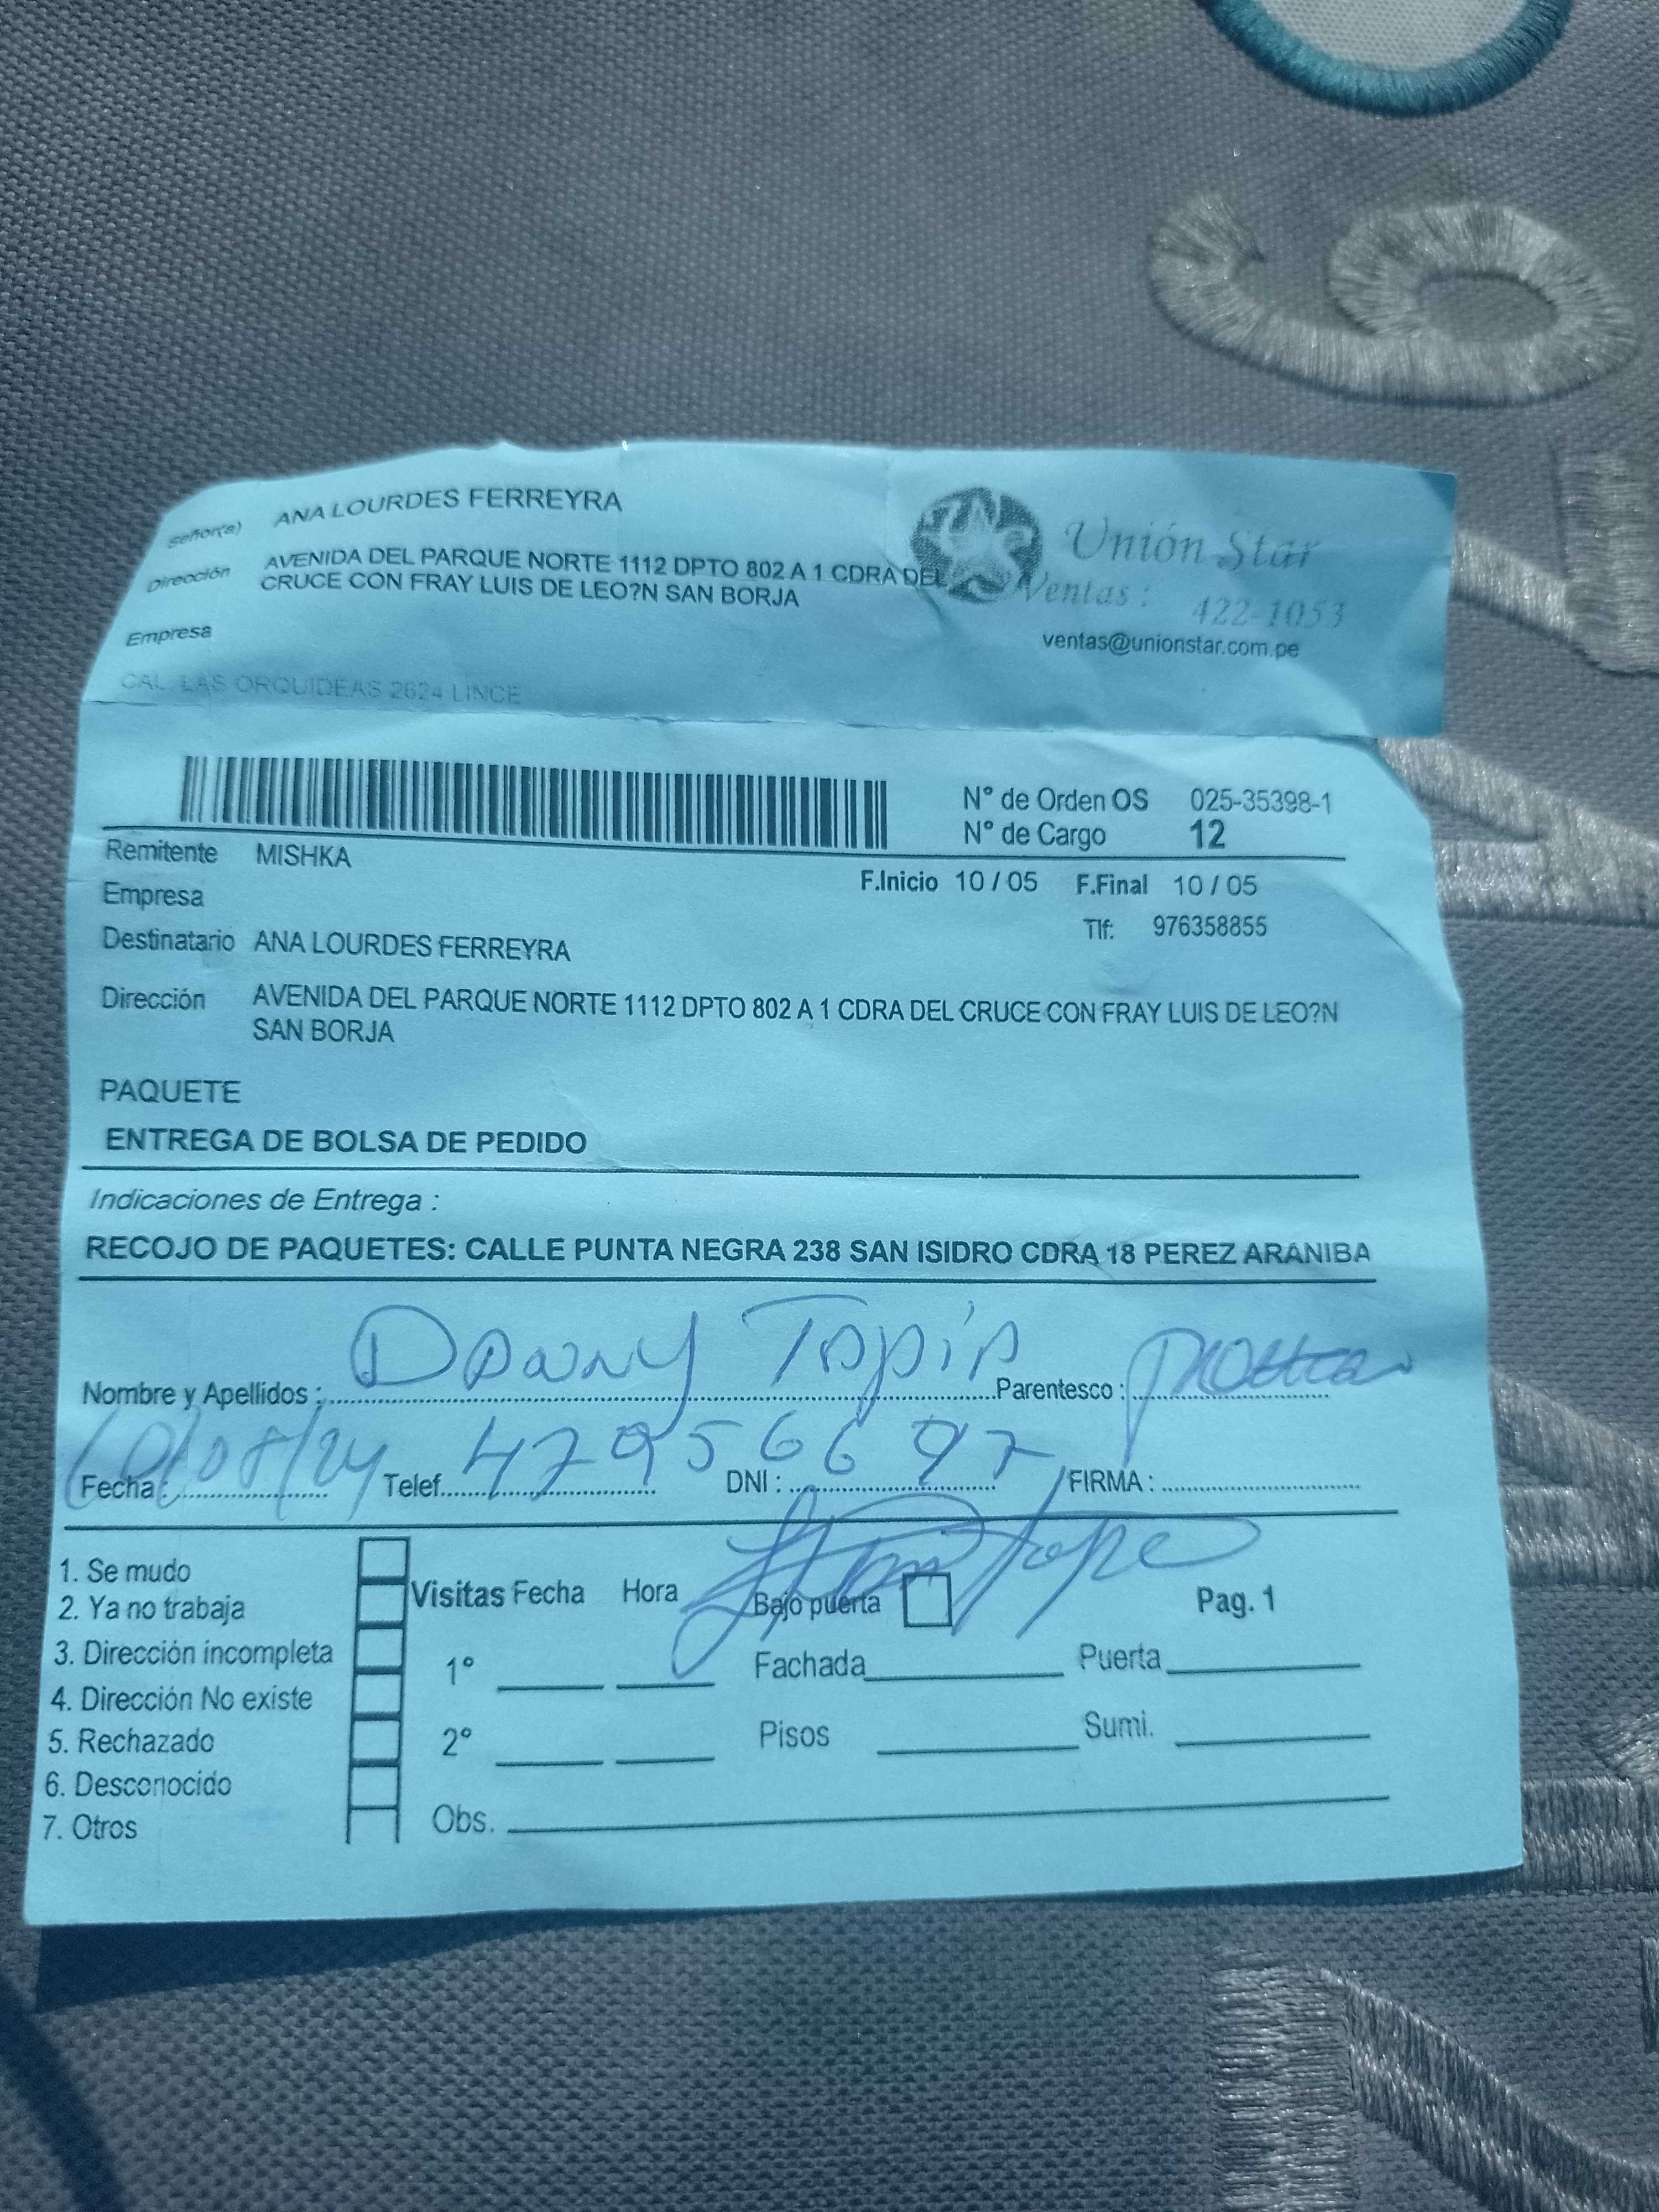 Señor(s) ANA LOURDES FERREYRA
Dirección AVENIDA DEL PARQUE NORTE 1112 DPTO 802 A 1 CDRA DEL
CRUCE CON FRAY LUIS DE LEO?N SAN BORJA
Empresa
CAL. LAS ORQUIDEAS 2624 LINCE
Unión Star
Ventas : 422-1053
ventas@unionstar.com.pe
N° de Orden OS 025-35398-1
N° de Cargo 12
Remitente MISHKA
F.Inicio 10 / 05 F.Final 10 / 05
Empresa
Tlf: 976358855
Destinatario ANA LOURDES FERREYRA
Dirección AVENIDA DEL PARQUE NORTE 1112 DPTO 802 A 1 CDRA DEL CRUCE CON FRAY LUIS DE LEO?N
SAN BORJA
PAQUETE
ENTREGA DE BOLSA DE PEDIDO
Indicaciones de Entrega :
RECOJO DE PAQUETES: CALLE PUNTA NEGRA 238 SAN ISIDRO CDRA 18 PEREZ ARANIBA
Nombre y Apellidos : Danny Tapia Parentesco :
Fecha : Telef. DNI : 47956697 FIRMA :
1. Se mudo
2. Ya no trabaja
3. Dirección incompleta
4. Dirección No existe
5. Rechazado
6. Desconocido
7. Otros
Visitas Fecha Hora Bajo puerta Pag. 1
1° Fachada Puerta
2° Pisos Sumi.
Obs.